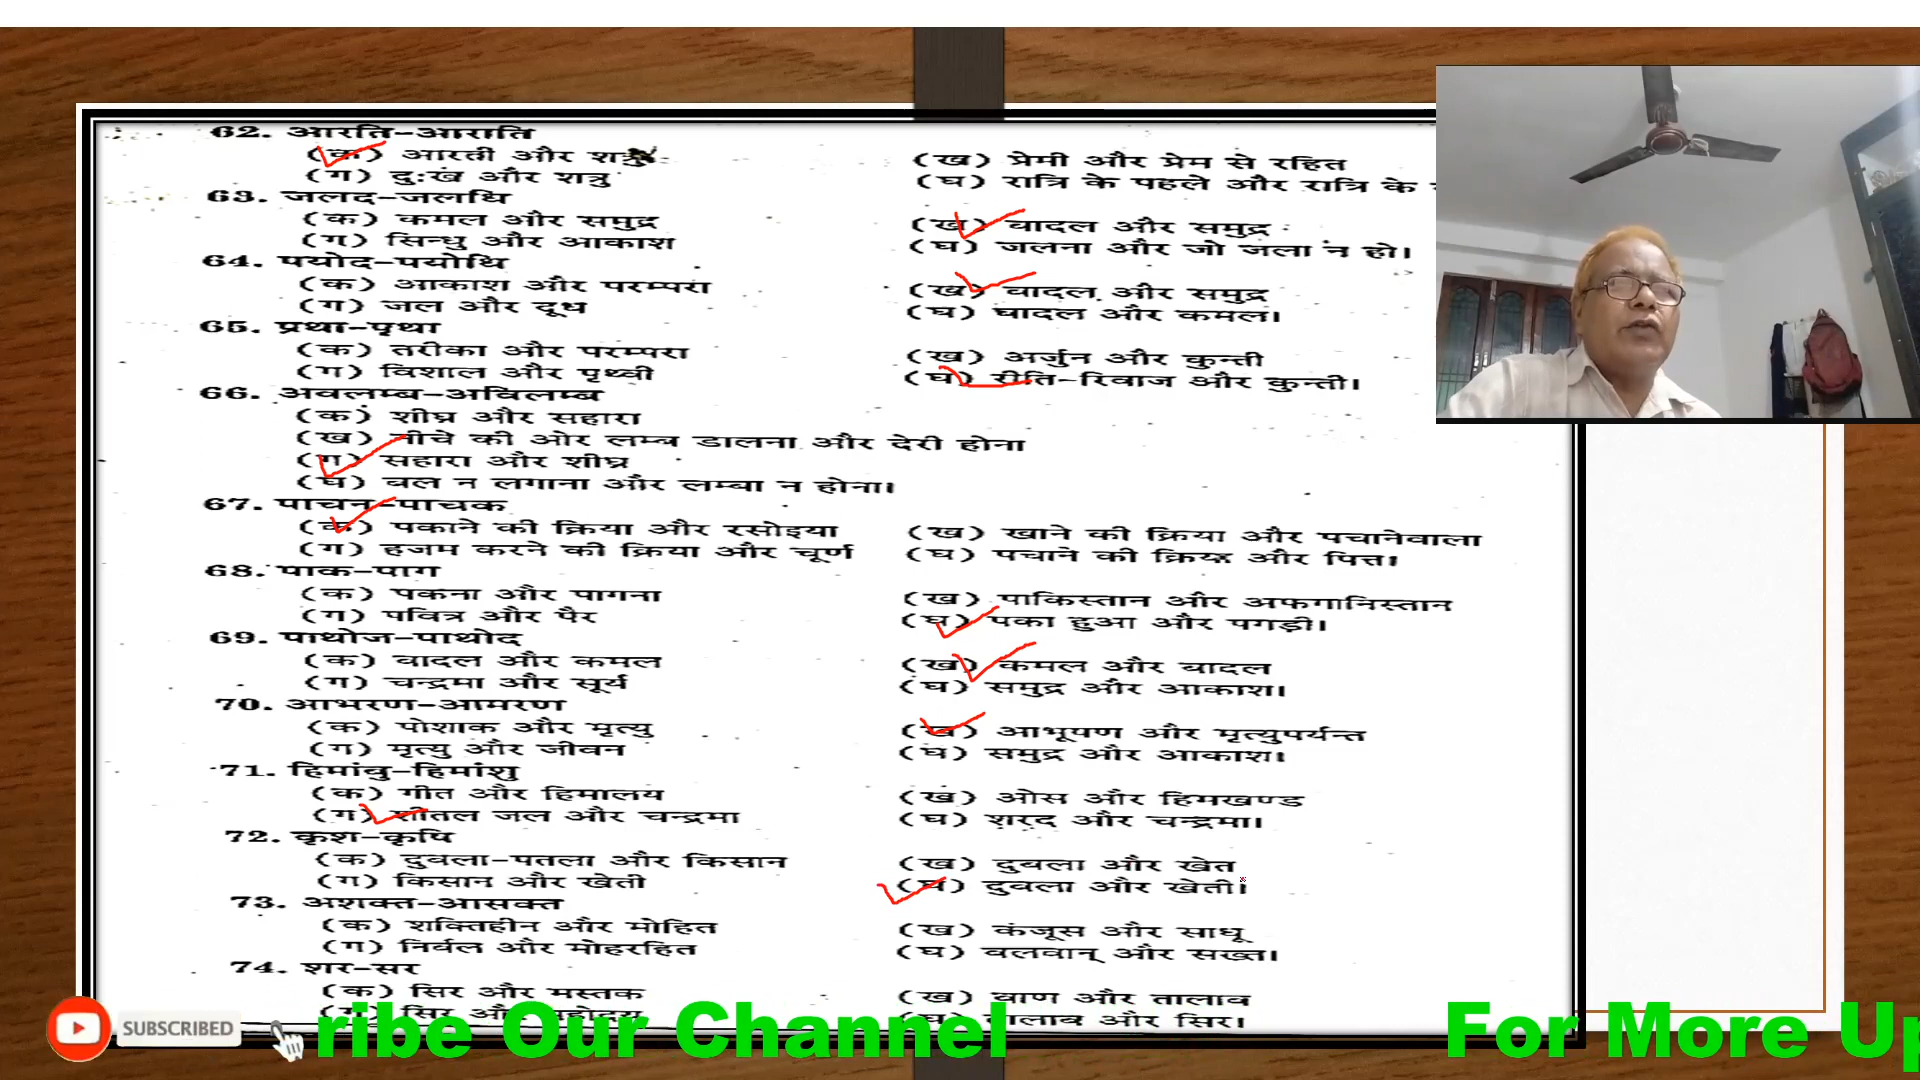 62. आरति-आराति
(क) आरती और शत्रु
(ख) प्रेमी और प्रेम से रहित
(ग) दुःख और शत्रु
(घ) रात्रि के पहले और रात्रि के
63. जलद-जलधि
(क) कमल और समुद्र
(ख) बादल और समुद्र
(ग) सिन्धु और आकाश
(घ) जलना और जो जला न हो।
64. पयोद-पयोधि
(क) आकाश और परम्परा
(ख) बादल और समुद्र
(ग) जल और दूध
(घ) बादल और कमल।
65. प्रथा-पृथा
(क) तरीका और परम्परा
(ख) अर्जुन और कुन्ती
(ग) विशाल और पृथ्वी
(घ) रीति-रिवाज और कुन्ती।
66. अवलम्ब-अविलम्ब
(क) शीघ्र और सहारा
(ख) नीचे की ओर लम्ब डालना और देरी होना
(ग) सहारा और शीघ्र
(घ) बल न लगाना और लम्बा न होना।
67. पाचन-पाचक
(क) पकाने की क्रिया और रसोइया
(ख) खाने की क्रिया और पचानेवाला
(ग) हजम करने की क्रिया और चूर्ण
(घ) पचाने की क्रिया और पित्त।
68. पाक-पाग
(क) पकना और पागना
(ख) पाकिस्तान और अफगानिस्तान
(ग) पवित्र और पैर
(घ) पका हुआ और पगड़ी।
69. पाथोज-पाथोद
(क) बादल और कमल
(ख) कमल और बादल
(ग) चन्द्रमा और सूर्य
(घ) समुद्र और आकाश।
70. आभरण-आमरण
(क) पोशाक और मृत्यु
(ख) आभूषण और मृत्युपर्यन्त
(ग) मृत्यु और जीवन
(घ) समुद्र और आकाश।
71. हिमांबु-हिमांशु
(क) गीत और हिमालय
(ख) ओस और हिमखण्ड
(ग) शीतल जल और चन्द्रमा
(घ) शरद और चन्द्रमा।
72. कृश-कृषि
(क) दुबला-पतला और किसान
(ख) दुबला और खेत
(ग) किसान और खेती
(घ) दुबला और खेती।
73. अशक्त-आसक्त
(क) शक्तिहीन और मोहित
(ख) कंजूस और साधू
(ग) निर्बल और मोहरहित
(घ) बलवान् और सख्त।
74. शर-सर
(क) सिर और मस्तक
(ख) बाण और तालाब
(ग) सिर और महोदय
(घ) तालाब और सिर।
SUBSCRIBED
ribe Our Channel For More Up